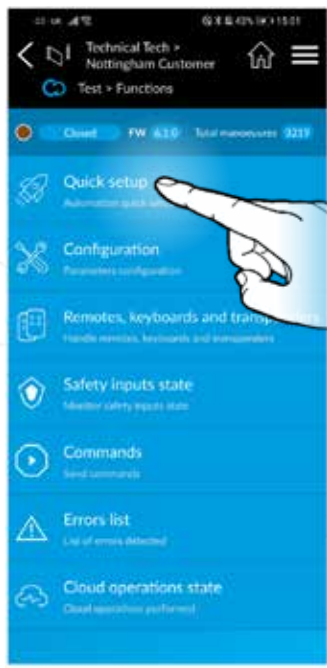 Technical Tech >
Nottingham Customer
Test > Functions
Closed FW 6.1.0 Total manoeuvres 3219
Quick setup
Automation quick
Configuration
Parameters configuration
Remotes, keyboards and
Handle remotes, keyboards and transponders
Safety inputs state
Monitor safety inputs state
Commands
Send commands
Errors list
List of errors detected
Cloud operations state
Cloud operations performed